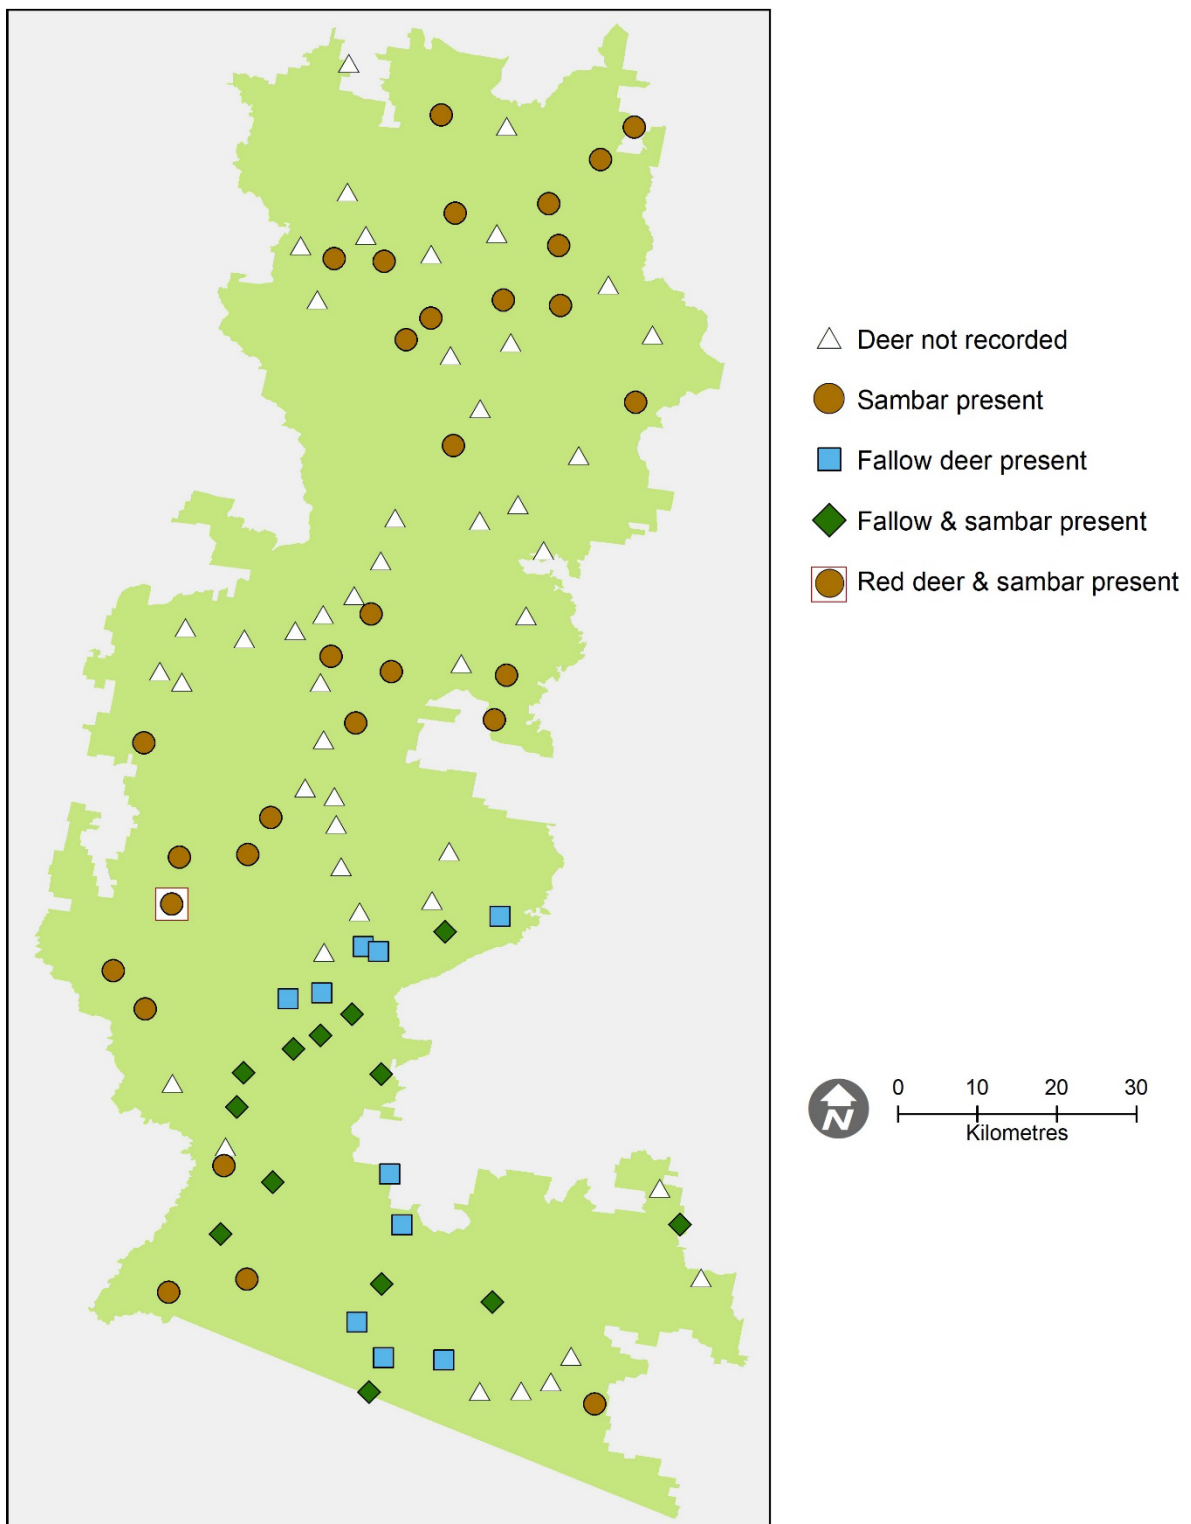 Deer not recorded
Sambar present
Fallow deer present
Fallow & sambar present
Red deer & sambar present
N
0 10 20 30
Kilometres